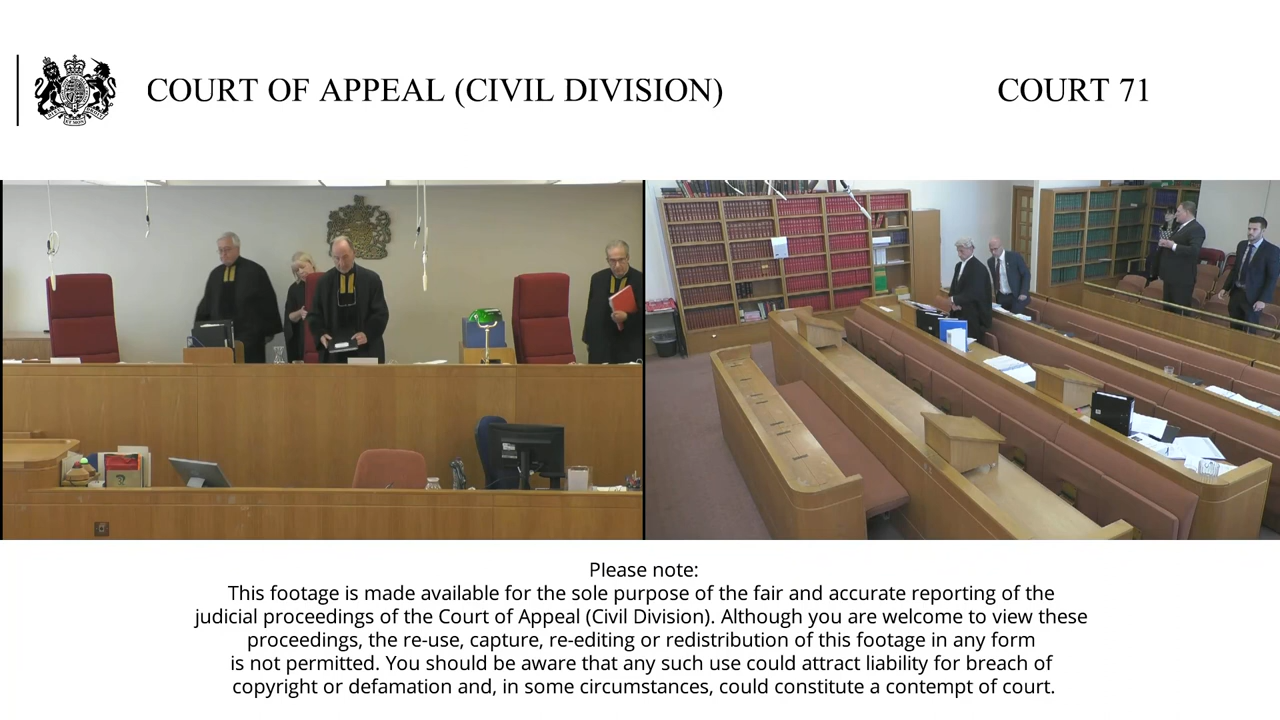 COURT OF APPEAL (CIVIL DIVISION)
COURT 71
Please note:
This footage is made available for the sole purpose of the fair and accurate reporting of the
judicial proceedings of the Court of Appeal (Civil Division). Although you are welcome to view these
proceedings, the re-use, capture, re-editing or redistribution of this footage in any form
is not permitted. You should be aware that any such use could attract liability for breach of
copyright or defamation and, in some circumstances, could constitute a contempt of court.